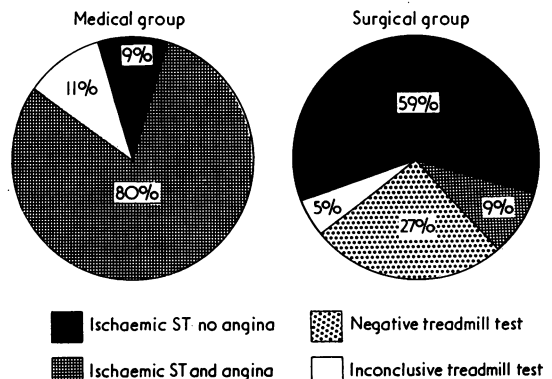 Medical group Surgical group
9%
11%
59%
80%
9%
5%
27%
Ischaemic ST no angina Negative treadmill test
Ischaemic ST and angina Inconclusive treadmill test